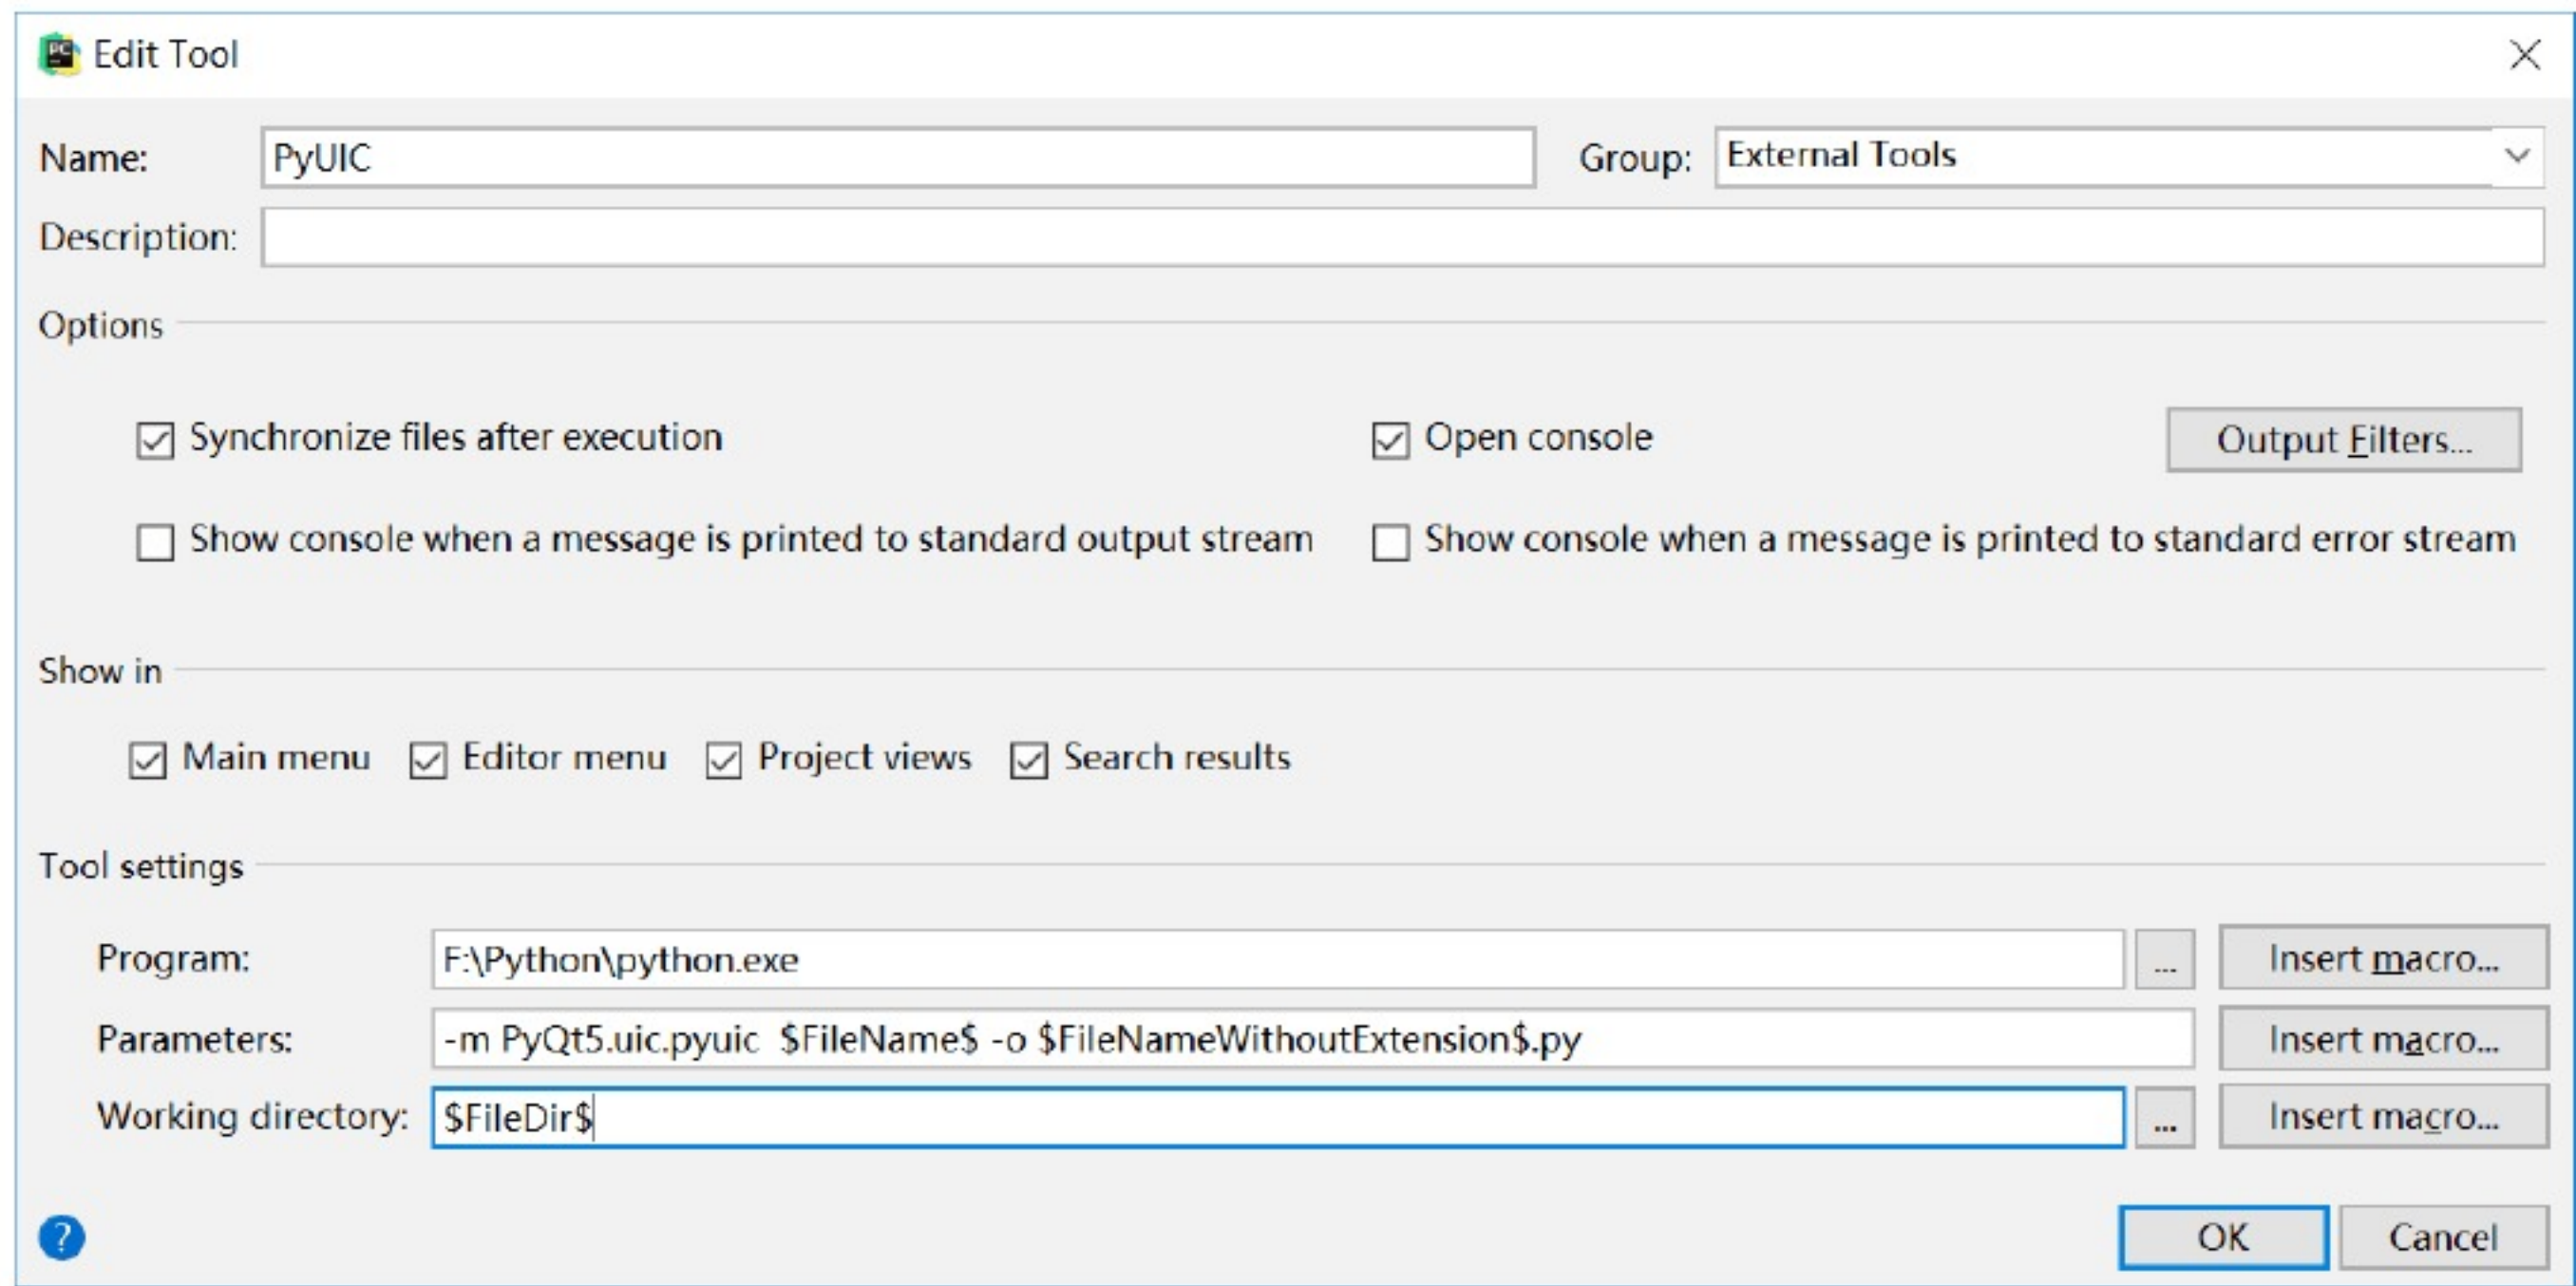 PC Edit Tool
Name: PyUIC Group: External Tools
Description:
Options
Synchronize files after execution Open console Output Filters...
Show console when a message is printed to standard output stream Show console when a message is printed to standard error stream
Show in
Main menu Editor menu Project views Search results
Tool settings
Program: F:\Python\python.exe ... Insert macro...
Parameters: -m PyQt5.uic.pyuic  $FileName$ -o $FileNameWithoutExtension$.py Insert macro...
Working directory: $FileDir$ ... Insert macro...
? OK Cancel